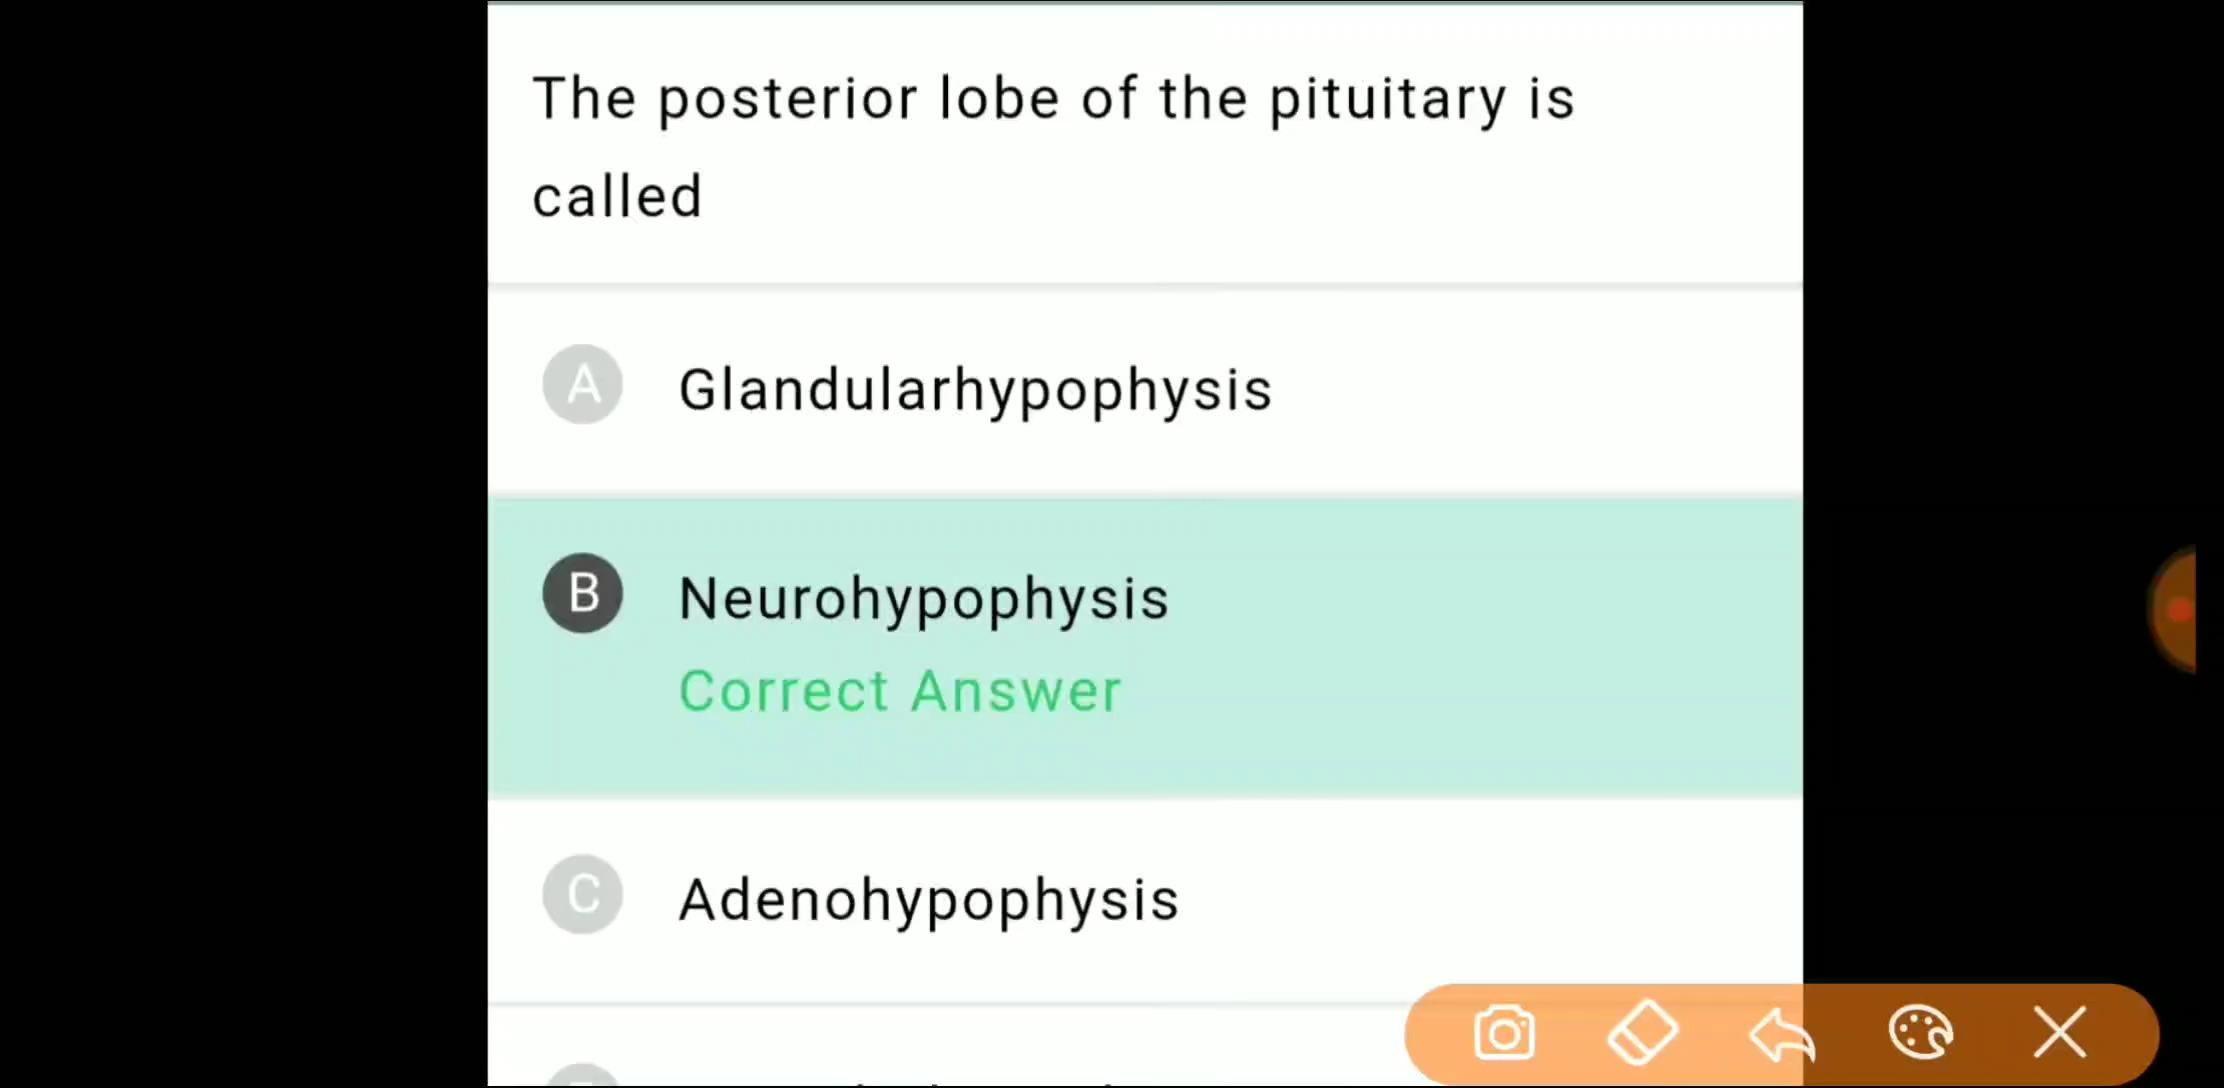 The posterior lobe of the pituitary is
called
A Glandularhypophysis
B Neurohypophysis
Correct Answer
C Adenohypophysis